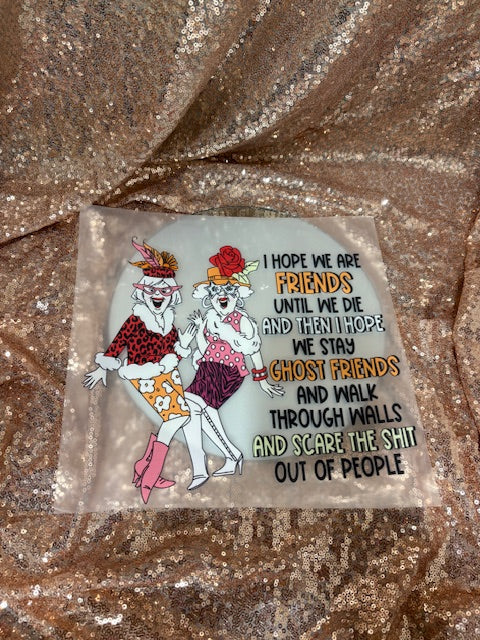 I HOPE WE ARE
FRIENDS
UNTIL WE DIE
AND THEN I HOPE
WE STAY
GHOST FRIENDS
AND WALK
THROUGH WALLS
AND SCARE THE SHIT
OUT OF PEOPLE